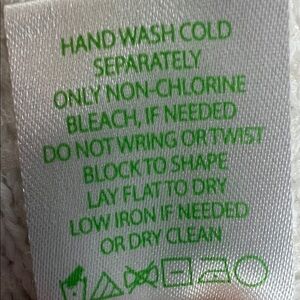 HAND WASH COLD
SEPARATELY
ONLY NON-CHLORINE
BLEACH, IF NEEDED
DO NOT WRING OR TWIST
BLOCK TO SHAPE
LAY FLAT TO DRY
LOW IRON IF NEEDED
OR DRY CLEAN